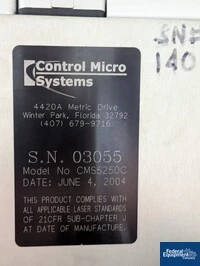 SN#
140
Control Micro
Systems
4420A Metric Drive
Winter Park, Florida 32792
(407) 679-9716
S.N. 03055
Model No CMS5250C
DATE: JUNE 4, 2004
THIS PRODUCT COMPLIES WITH
ALL APPLICABLE LASER STANDARDS
OF 21CFR SUB-CHAPTER J
AT DATE OF MANUFACTURE.
Federal
Equipment